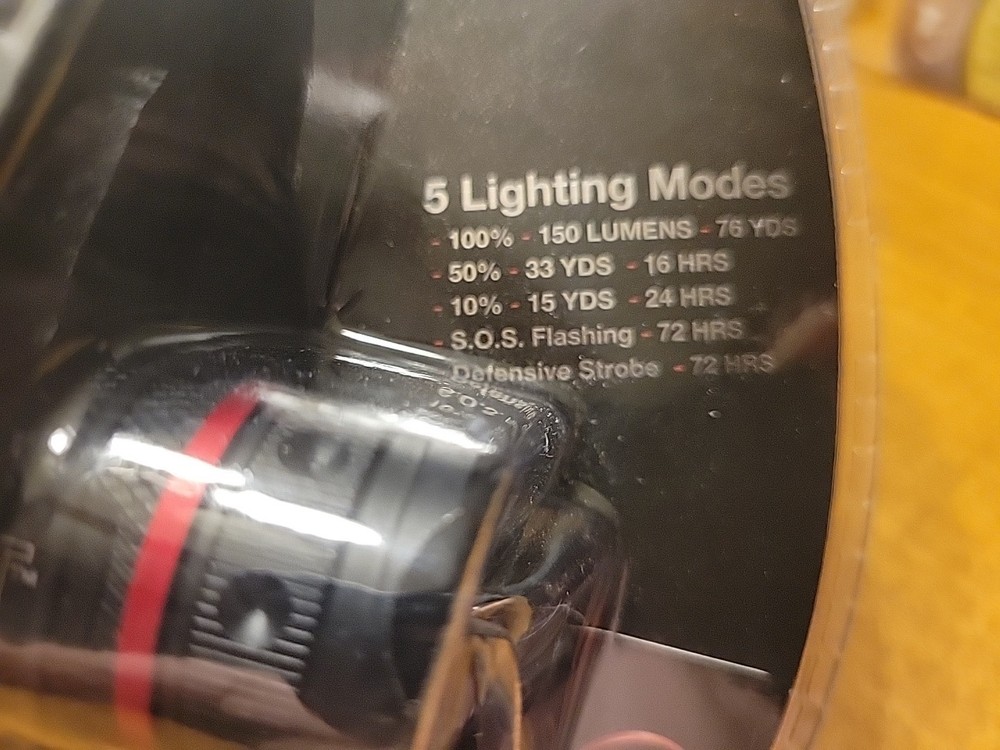 5 Lighting Modes
- 100% - 150 LUMENS - 76 YDS
- 50% - 33 YDS - 16 HRS
- 10% - 15 YDS - 24 HRS
- S.O.S. Flashing - 72 HRS
Defensive Strobe - 72 HRS